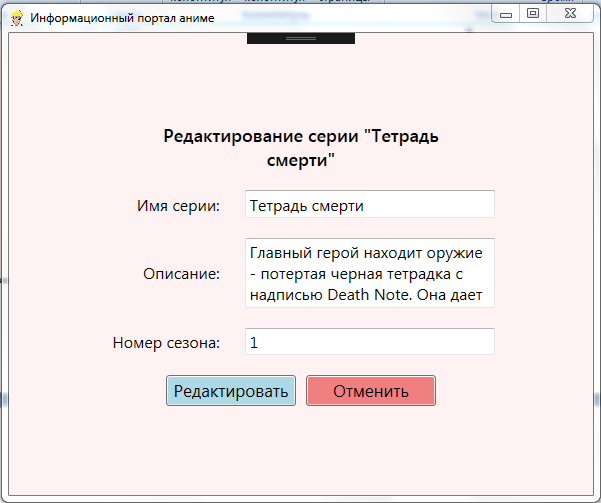 Информационный портал аниме
Редактирование серии "Тетрадь
смерти"
Имя серии:
Тетрадь смерти
Описание:
Главный герой находит оружие
- потертая черная тетрадка с
надписью Death Note. Она дает
Номер сезона:
1
Редактировать
Отменить